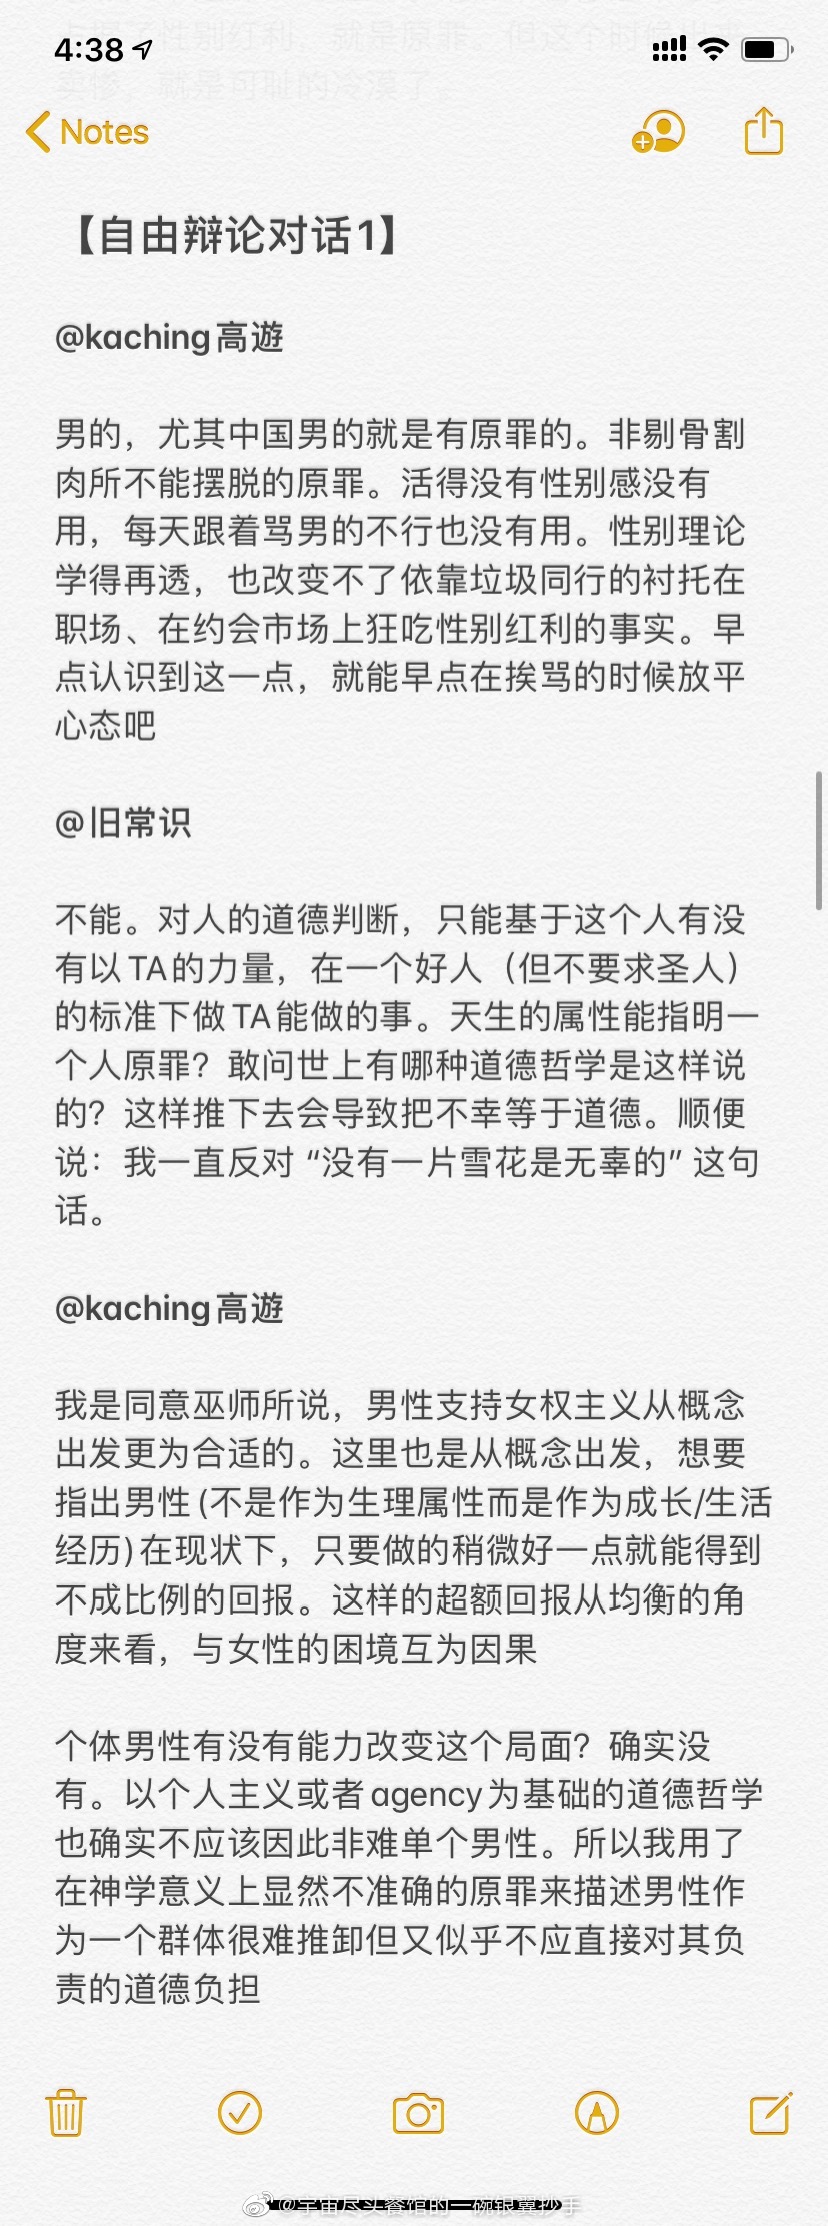 4:38
Notes
【自由辩论对话1】
@kaching高遊
男的，尤其中国男的就是有原罪的。非剔骨割
肉所不能摆脱的原罪。活得没有性别感没有
用，每天跟着骂男的不行也没有用。性别理论
学得再透，也改变不了依靠垃圾同行的衬托在
职场、在约会市场上狂吃性别红利的事实。早
点认识到这一点，就能早点在挨骂的时候放平
心态吧
@旧常识
不能。对人的道德判断，只能基于这个人有没
有以TA的力量，在一个好人（但不要求圣人）
的标准下做TA能做的事。天生的属性能指明一
个人原罪？敢问世上有哪种道德哲学是这样说
的？这样推下去会导致把不幸等于道德。顺便
说：我一直反对“没有一片雪花是无辜的”这句
话。
@kaching高遊
我是同意巫师所说，男性支持女权主义从概念
出发更为合适的。这里也是从概念出发，想要
指出男性(不是作为生理属性而是作为成长/生活
经历)在现状下，只要做的稍微好一点就能得到
不成比例的回报。这样的超额回报从均衡的角
度来看，与女性的困境互为因果
个体男性有没有能力改变这个局面？确实没
有。以个人主义或者agency为基础的道德哲学
也确实不应该因此非难单个男性。所以我用了
在神学意义上显然不准确的原罪来描述男性作
为一个群体很难推卸但又似乎不应直接对其负
责的道德负担
@宇宙尽头餐馆的一碗银翼抄手